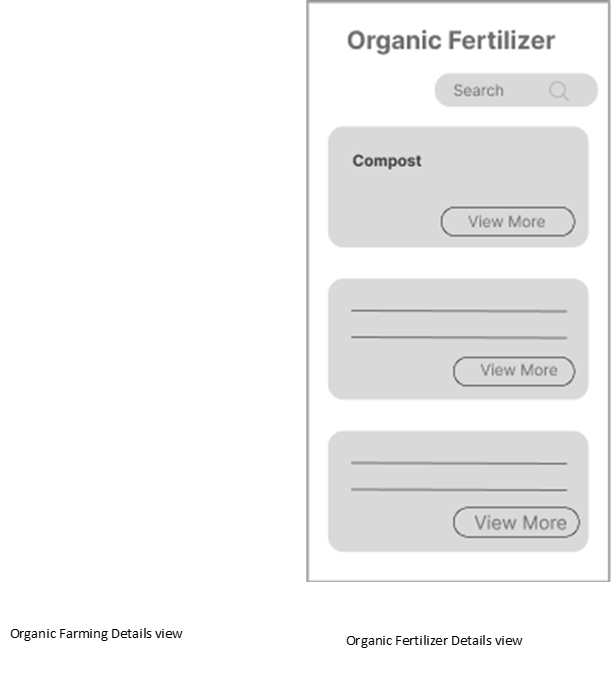 Organic Fertilizer
Search
Compost
View More
View More
View More
Organic Farming Details view
Organic Fertilizer Details view